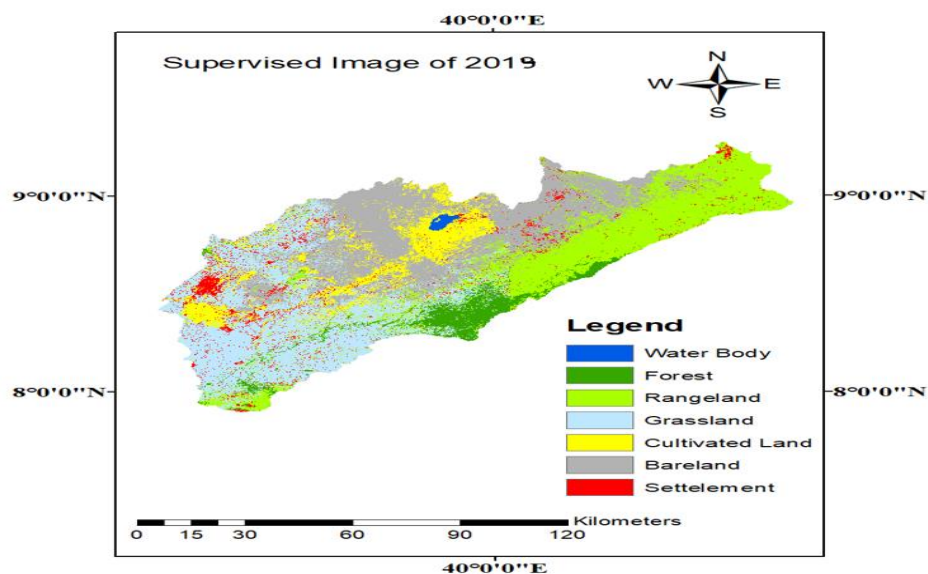 40°0'0"E
Supervised Image of 2019
N
W E
S
9°0'0"N 9°0'0"N
Legend
Water Body
Forest
Rangeland
8°0'0"N 8°0'0"N
Grassland
Cultivated Land
Bareland
Settelement
Kilometers
0 15 30 60 90 120
40°0'0"E